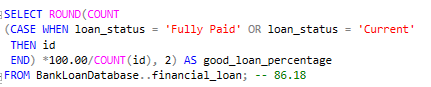 SELECT ROUND(COUNT
(CASE WHEN loan_status = 'Fully Paid' OR loan_status = 'Current'
THEN id
END) *100.00/COUNT(id), 2) AS good_loan_percentage
FROM BankLoanDatabase..financial_loan; -- 86.18